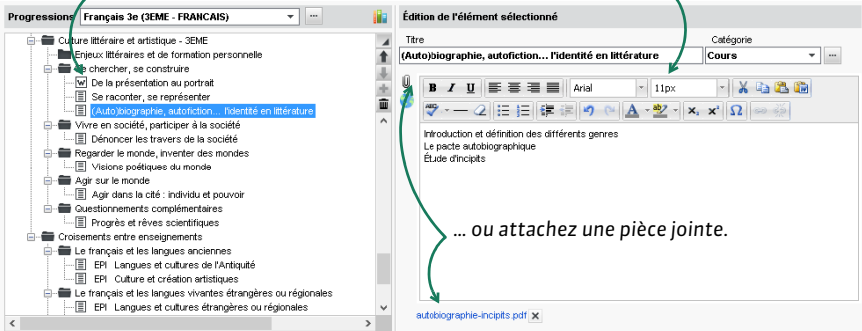 Progressions Français 3e (3EME - FRANCAIS)
Culture littéraire et artistique - 3EME
Enjeux littéraires et de formation personnelle
Se chercher, se construire
De la présentation au portrait
Se raconter, se représenter
(Auto)biographie, autofiction... l'identité en littérature
Vivre en société, participer à la société
Dénoncer les travers de la société
Regarder le monde, inventer des mondes
Visions poétiques du monde
Agir sur le monde
Agir dans la cité : individu et pouvoir
Questionnements complémentaires
Progrès et rêves scientifiques
Croisements entre enseignements
Le français et les langues anciennes
EPI Langues et cultures de l'Antiquité
EPI Culture et création artistiques
Le français et les langues vivantes étrangères ou régionales
EPI Langues et cultures étrangères ou régionales
Édition de l'élément sélectionné
Titre Catégorie
(Auto)biographie, autofiction... l'identité en littérature Cours
B I U Arial 11px
A x, x² Ω
Introduction et définition des différents genres
Le pacte autobiographique
Étude d'incipits
... ou attachez une pièce jointe.
autobiographie-incipits.pdf